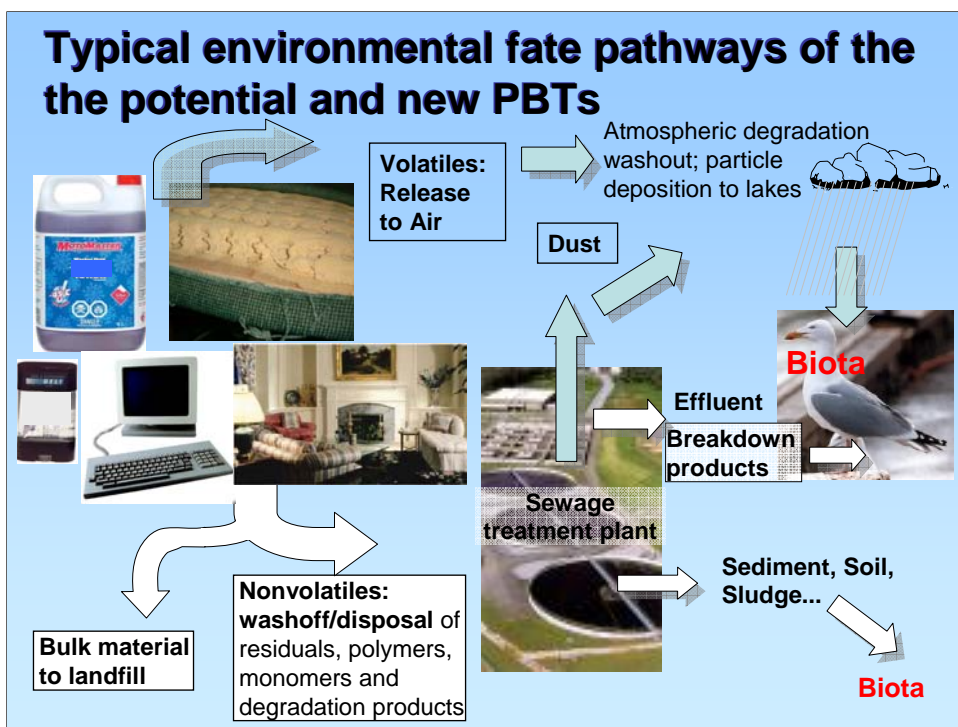 Typical environmental fate pathways of the
the potential and new PBTs
Volatiles:
Release
to Air
Atmospheric degradation
washout; particle
deposition to lakes
Dust
MOTOMASTER
Biota
Effluent
Breakdown
products
Sewage
treatment plant
Sediment, Soil,
Sludge...
Bulk material
to landfill
Nonvolatiles:
washoff/disposal of
residuals, polymers,
monomers and
degradation products
Biota